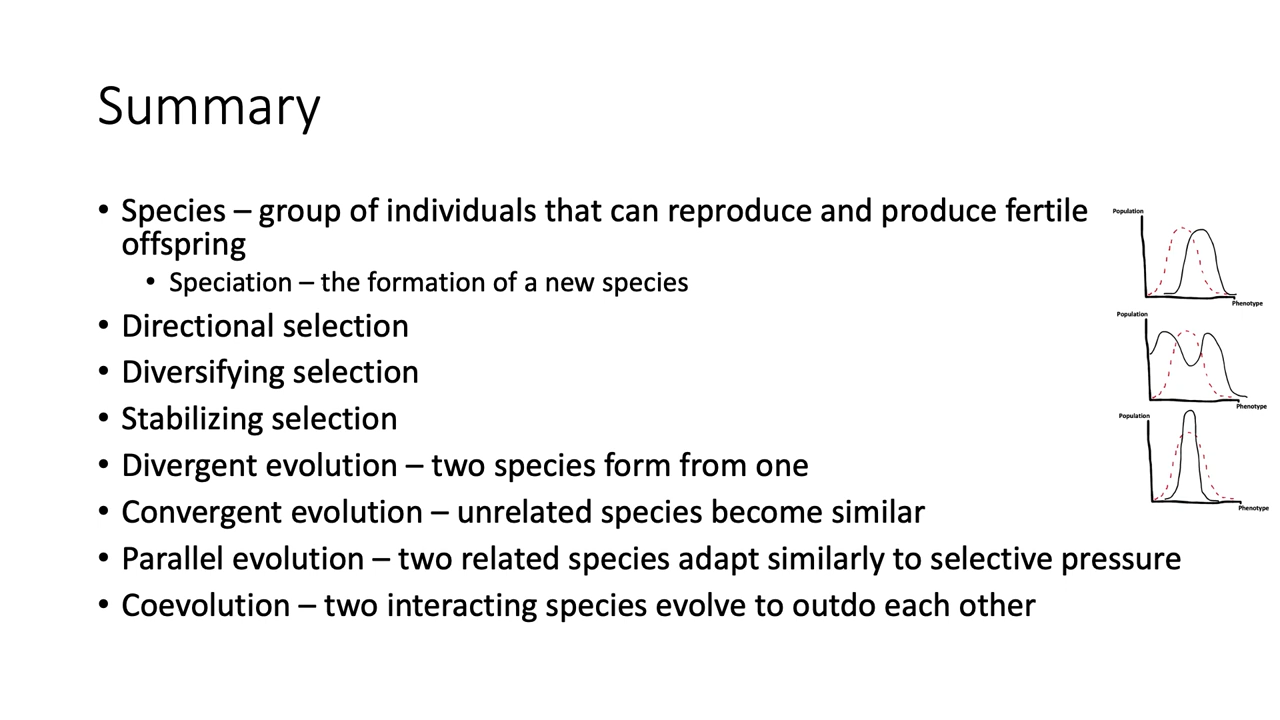 Summary
• Species – group of individuals that can reproduce and produce fertile
offspring
• Speciation – the formation of a new species
• Directional selection
• Diversifying selection
• Stabilizing selection
• Divergent evolution – two species form from one
• Convergent evolution – unrelated species become similar
• Parallel evolution – two related species adapt similarly to selective pressure
• Coevolution – two interacting species evolve to outdo each other
Population
Phenotype
Population
Phenotype
Population
Phenotype